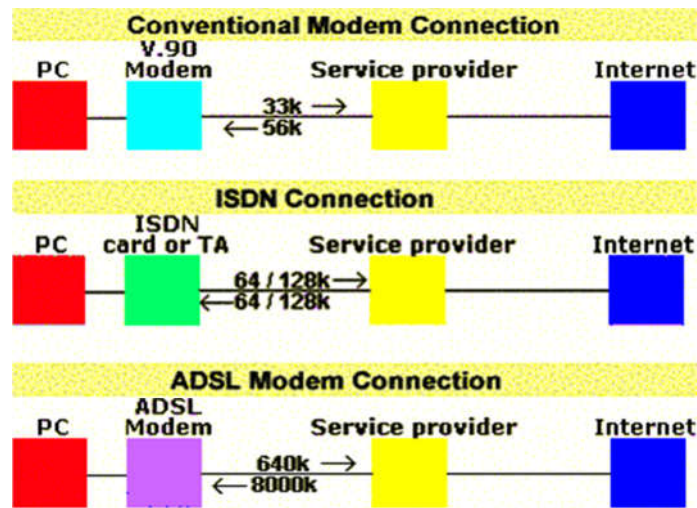 Conventional Modem Connection
V.90
PC Modem Service provider Internet
33k
56k
ISDN Connection
ISDN
PC card or TA Service provider Internet
64 / 128k
64 / 128k
ADSL Modem Connection
ADSL
PC Modem Service provider Internet
640k
8000k